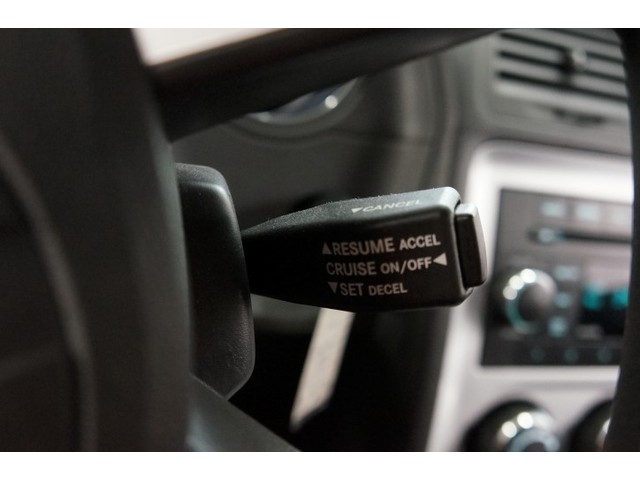 ▼CANCEL
▲RESUME ACCEL
CRUISE ON/OFF◀
▼SET DECEL